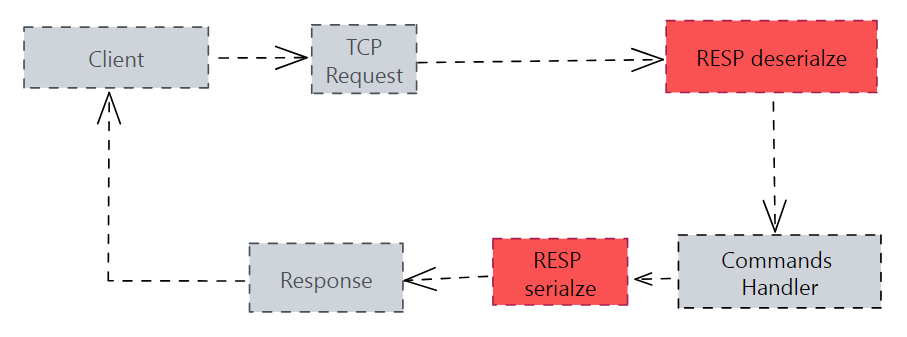 Client
TCP
Request
RESP deserialze
Commands
Handler
RESP
serialze
Response